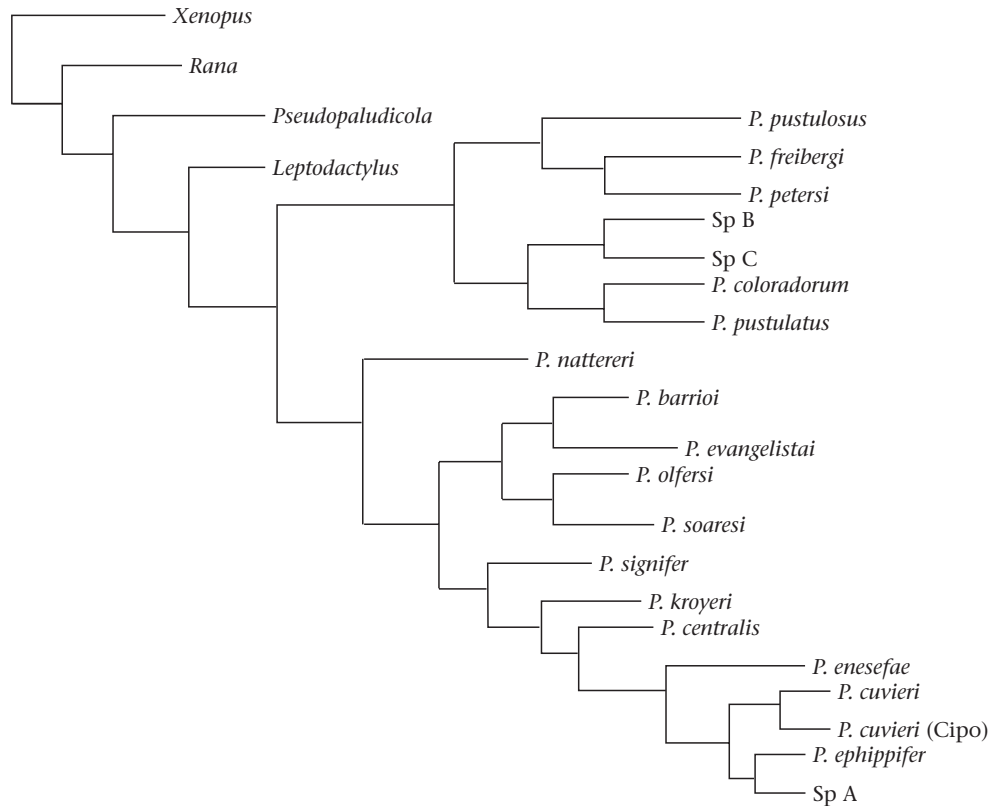 Xenopus
Rana
Pseudopaludicola
P. pustulosus
P. freibergi
Leptodactylus
P. petersi
Sp B
Sp C
P. coloradorum
P. pustulatus
P. nattereri
P. barrioi
P. evangelistai
P. olfersi
P. soaresi
P. signifer
P. kroyeri
P. centralis
P. enesefae
P. cuvieri
P. cuvieri (Cipo)
P. ephippifer
Sp A